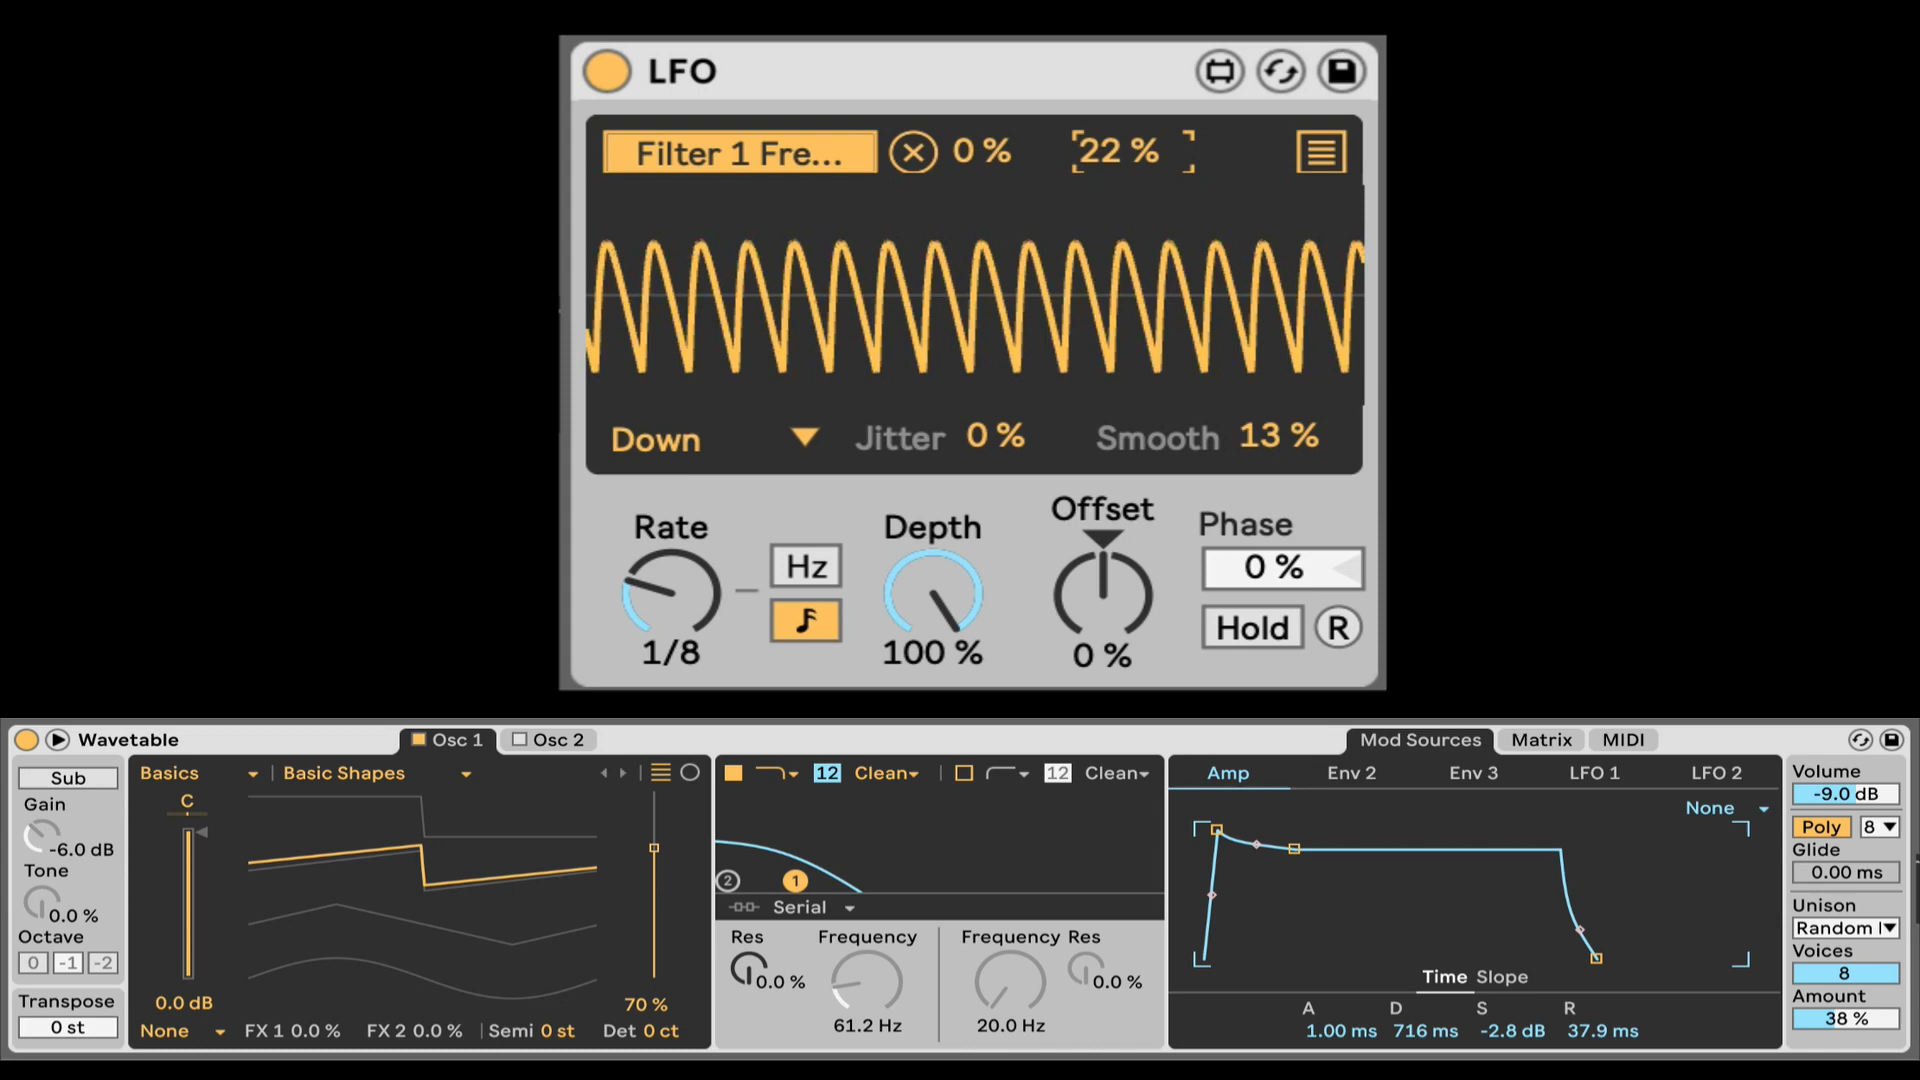 LFO
Filter 1 Fre... 0 % 22 %
Down Jitter 0 % Smooth 13 %
Rate Hz Depth Offset Phase
0 %
1/8 100 % 0 % Hold R
Wavetable Osc 1 Osc 2 Mod Sources Matrix MIDI
Sub Basics Basic Shapes 12 Clean 12 Clean Amp Env 2 Env 3 LFO 1 LFO 2 Volume
-9.0 dB
Gain C None
-6.0 dB Poly 8
Tone Glide
0.0 % 0.00 ms
2 1
Serial
Octave Res Frequency Frequency Res Unison
0 -1 -2 Random
0.0 % 0.0 % Time Slope Voices
8
Transpose 0.0 dB 70 % 61.2 Hz 20.0 Hz A D S R Amount
0 st None FX 1 0.0 % FX 2 0.0 % Semi 0 st Det 0 ct 1.00 ms 716 ms -2.8 dB 37.9 ms 38 %